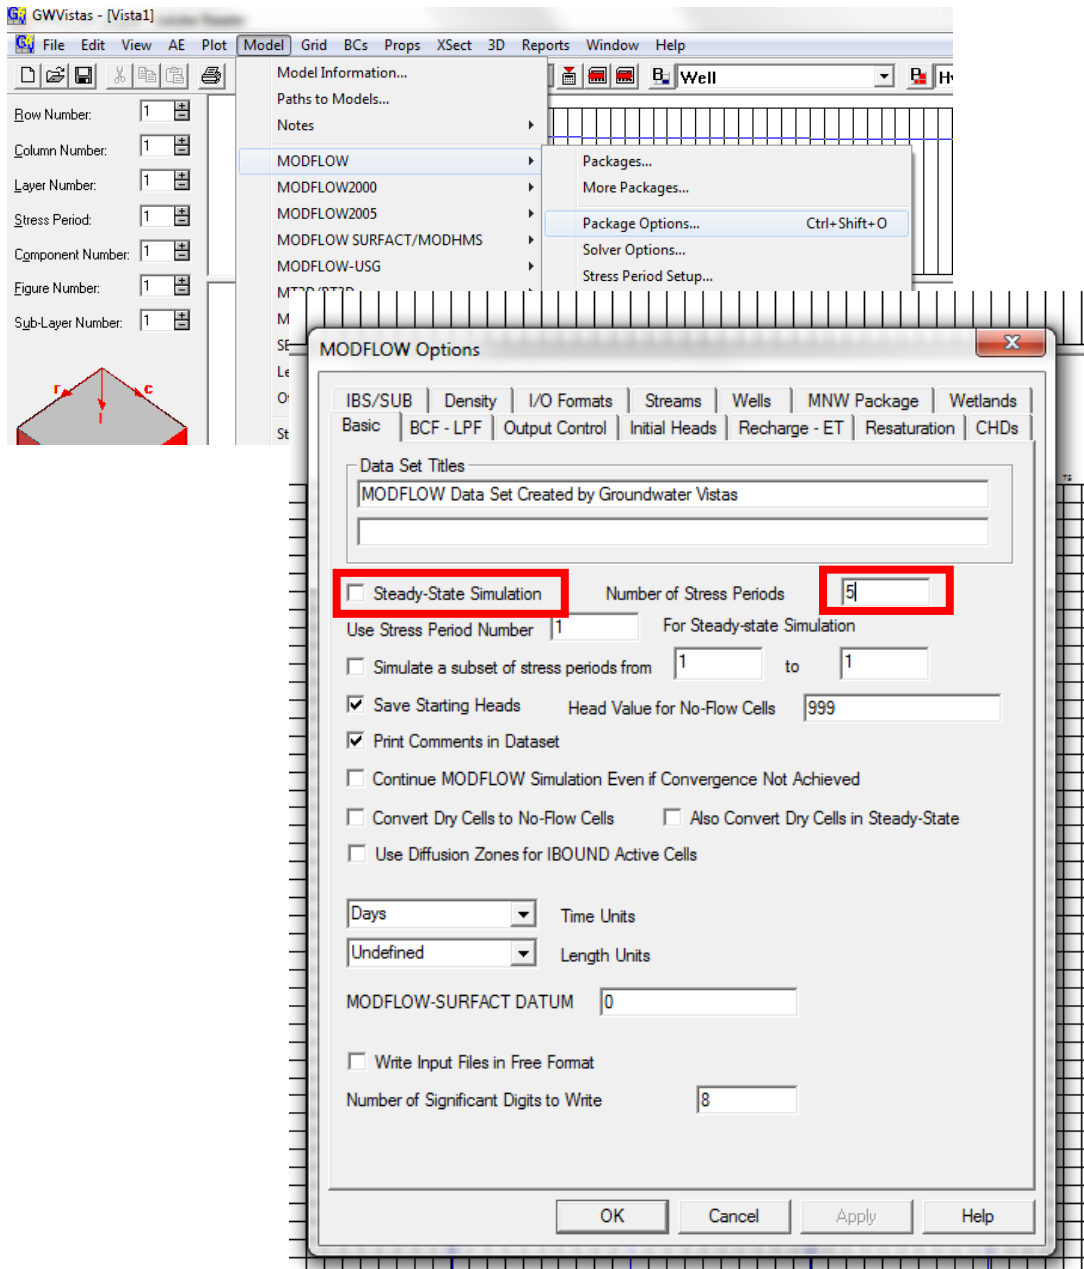 GWVistas - [Vista1]
File Edit View AE Plot Model Grid BCs Props XSect 3D Reports Window Help
Well
Row Number: 1
Column Number: 1
Layer Number: 1
Stress Period: 1
Component Number: 1
Figure Number: 1
Sub-Layer Number: 1
r c
l
Model Information...
Paths to Models...
Notes
MODFLOW
MODFLOW2000
MODFLOW2005
MODFLOW SURFACT/MODHMS
MODFLOW-USG
Packages...
More Packages...
Package Options... Ctrl+Shift+O
Solver Options...
Stress Period Setup...
MODFLOW Options
IBS/SUB Density I/O Formats Streams Wells MNW Package Wetlands
Basic BCF - LPF Output Control Initial Heads Recharge - ET Resaturation CHDs
Data Set Titles
MODFLOW Data Set Created by Groundwater Vistas
Steady-State Simulation Number of Stress Periods 5
Use Stress Period Number 1 For Steady-state Simulation
Simulate a subset of stress periods from 1 to 1
Save Starting Heads Head Value for No-Flow Cells 999
Print Comments in Dataset
Continue MODFLOW Simulation Even if Convergence Not Achieved
Convert Dry Cells to No-Flow Cells Also Convert Dry Cells in Steady-State
Use Diffusion Zones for IBOUND Active Cells
Days Time Units
Undefined Length Units
MODFLOW-SURFACT DATUM 0
Write Input Files in Free Format
Number of Significant Digits to Write 8
OK Cancel Apply Help